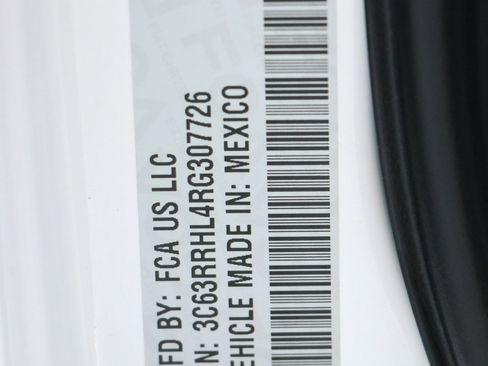 FD BY: FCA US LLC
N: 3C63RRHL4RG307726
EHICLE MADE IN: MEXICO